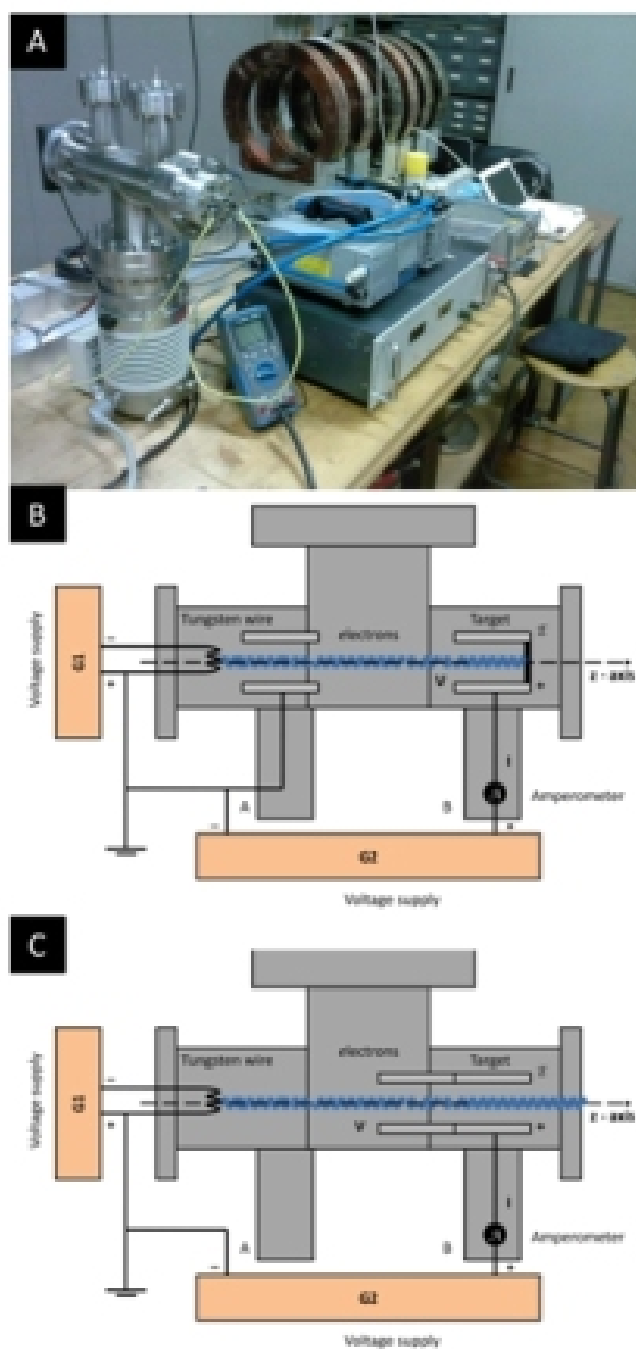 A
B
Tungsten wire
electrons
Target
Voltage supply
G1
−
+
V
+
z - axis
i
A
B
Amperometer
−
+
G2
Voltage supply
C
Tungsten wire
electrons
Target
Voltage supply
G1
−
+
V
+
z - axis
i
A
B
Amperometer
−
+
G2
Voltage supply